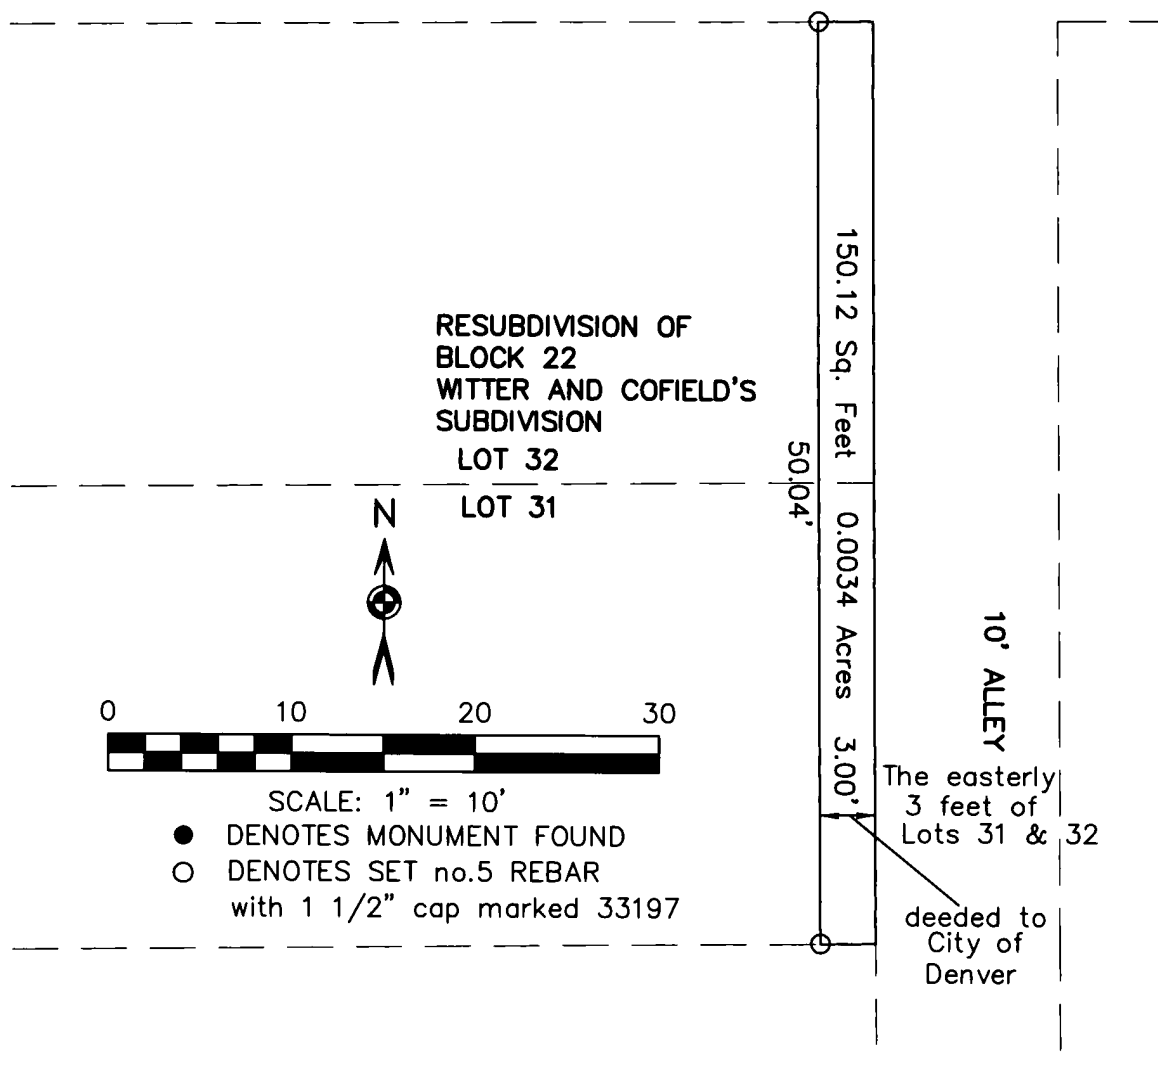 150.12 Sq. Feet 0.0034 Acres 3.00'
RESUBDIVISION OF
BLOCK 22
WITTER AND COFIELD'S
SUBDIVISION
LOT 32
50.04'
LOT 31
N
10' ALLEY
0 10 20 30
SCALE: 1" = 10'
DENOTES MONUMENT FOUND
DENOTES SET no.5 REBAR
with 1 1/2" cap marked 33197
The easterly
3 feet of
Lots 31 & 32
deeded to
City of
Denver